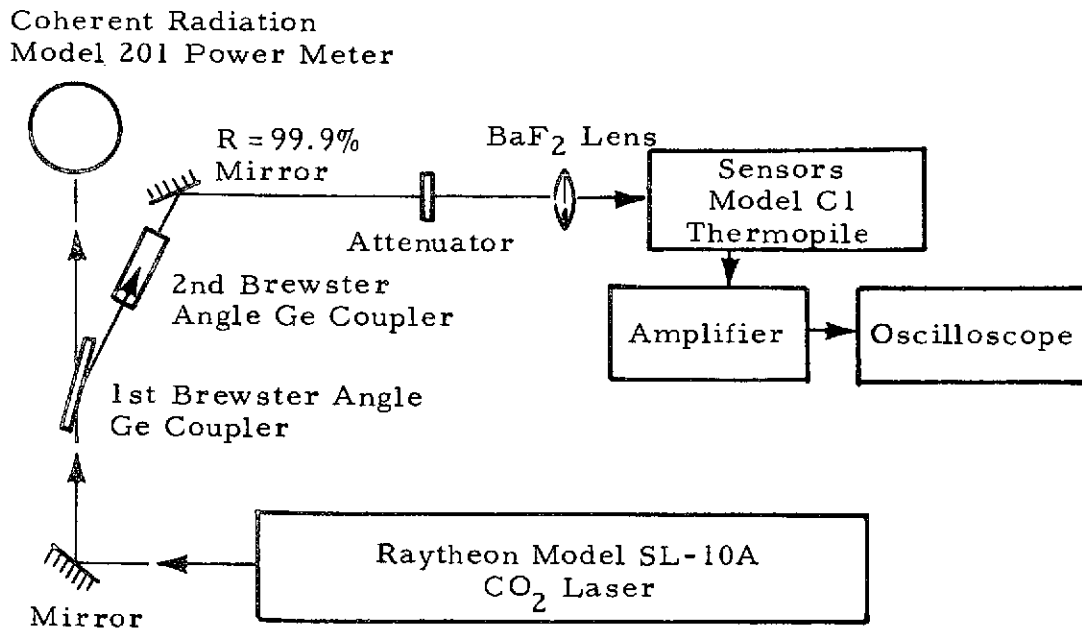 Coherent Radiation
Model 201 Power Meter
R = 99.9%
Mirror
BaF2 Lens
Sensors
Model C1
Thermopile
Attenuator
2nd Brewster
Angle Ge Coupler
Amplifier
Oscilloscope
1st Brewster Angle
Ge Coupler
Raytheon Model SL-10A
CO2 Laser
Mirror